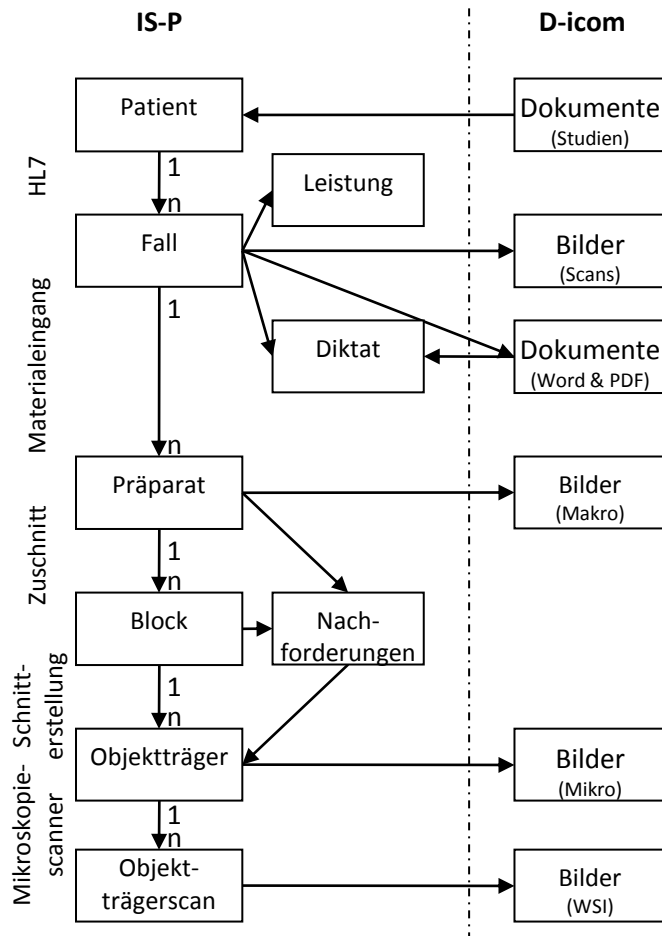 IS-P
D-icom
Patient
Dokumente
(Studien)
HL7
1
n
Leistung
Fall
Bilder
(Scans)
Materialeingang
1
n
Diktat
Dokumente
(Word & PDF)
Präparat
Bilder
(Makro)
Zuschnitt
1
n
Block
Nach-
forderungen
Schnitt-
erstellung
1
n
Objektträger
Bilder
(Mikro)
Mikroskopie-
scanner
1
n
Objekt-
trägerscan
Bilder
(WSI)